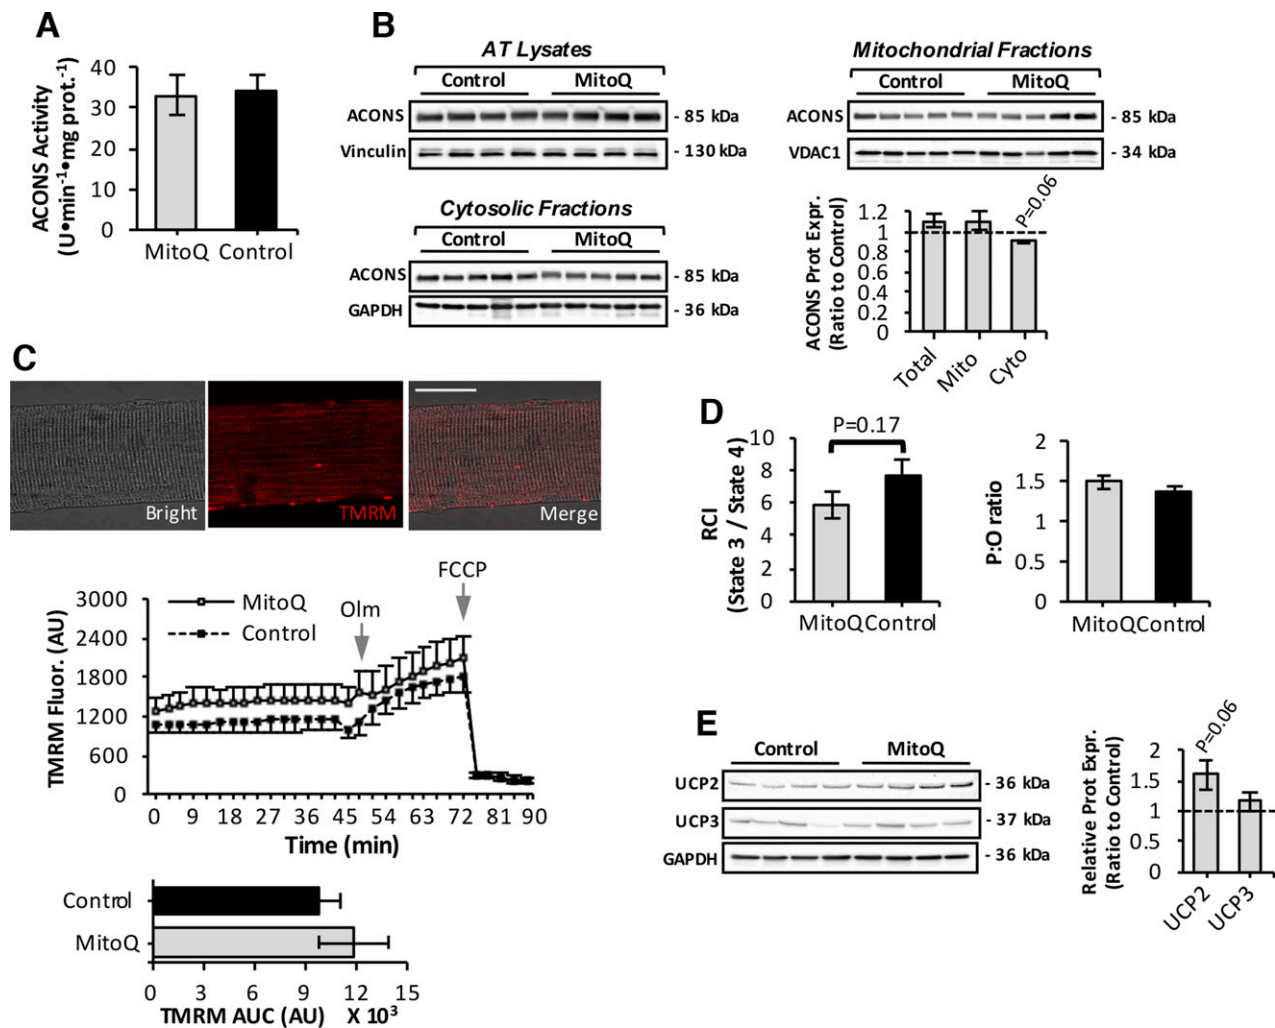 A
ACONS Activity
(U•min⁻¹•mg prot.⁻¹)
40
30
20
10
0
MitoQ Control
B
AT Lysates
Control MitoQ
ACONS - 85 kDa
Vinculin - 130 kDa
Mitochondrial Fractions
Control MitoQ
ACONS - 85 kDa
VDAC1 - 34 kDa
Cytosolic Fractions
Control MitoQ
ACONS - 85 kDa
GAPDH - 36 kDa
ACONS Prot Expr.
(Ratio to Control)
1.2
1
0.8
0.6
0.4
0.2
0
P=0.06
Total Mito Cyto
C
Bright TMRM Merge
TMRM Fluor. (AU)
3000
2400
1800
1200
600
0
MitoQ
Control
Olm
FCCP
0 9 18 27 36 45 54 63 72 81 90
Time (min)
Control
MitoQ
0 3 6 9 12 15
TMRM AUC (AU) X 10³
D
RCI
(State 3 / State 4)
10
8
6
4
2
0
P=0.17
MitoQ Control
P:O ratio
2
1.5
1
0.5
0
MitoQ Control
E
Control MitoQ
UCP2 - 36 kDa
UCP3 - 37 kDa
GAPDH - 36 kDa
Relative Prot Expr.
(Ratio to Control)
2
1.5
1
0.5
0
P=0.06
UCP2 UCP3